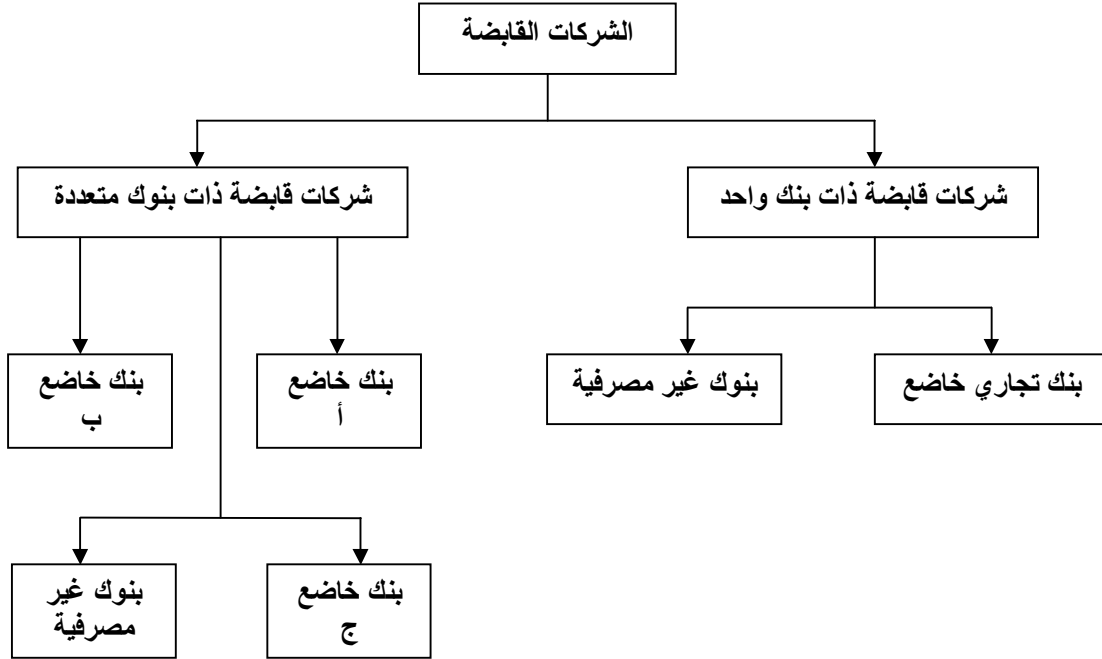 الشركات القابضة
شركات قابضة ذات بنك واحد
شركات قابضة ذات بنوك متعددة
بنك تجاري خاضع
بنوك غير مصرفية
بنك خاضع
أ
بنك خاضع
ب
بنك خاضع
ج
بنوك غير
مصرفية